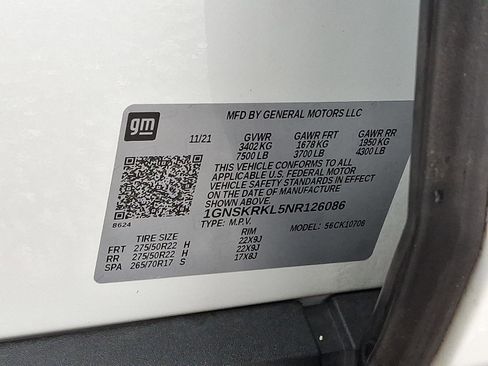 gm
MFD BY GENERAL MOTORS LLC
11/21 GVWR GAWR FRT GAWR RR
3402 KG 1678 KG 1950 KG
7500 LB 3700 LB 4300 LB
THIS VEHICLE CONFORMS TO ALL
APPLICABLE U.S. FEDERAL MOTOR
VEHICLE SAFETY STANDARDS IN EFFECT
ON THE DATE OF MANUFACTURE
SHOWN ABOVE.
1GNSKRKL5NR126086
8624 TYPE: M.P.V. MODEL: 56CK10706
TIRE SIZE RIM
FRT 275/50R22 H 22X9J
RR 275/50R22 H 22X9J
SPA 265/70R17 S 17X8J